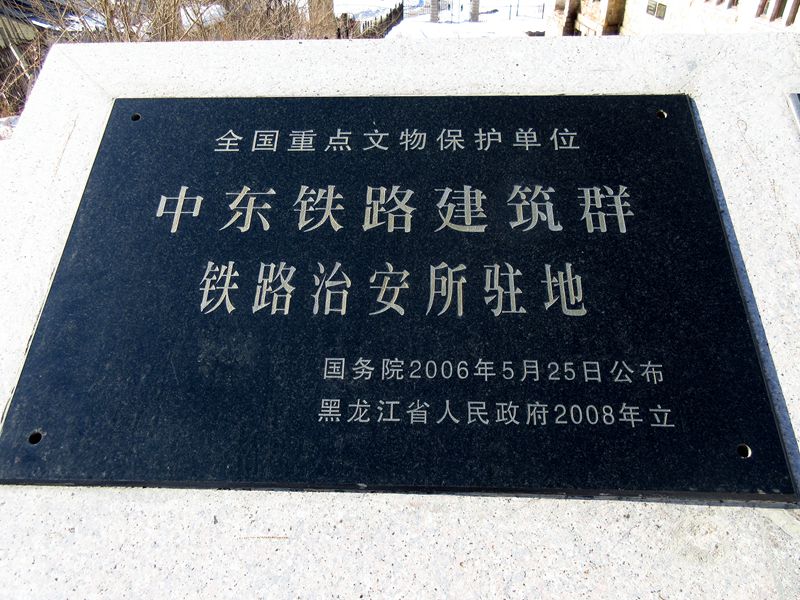 全国重点文物保护单位
中东铁路建筑群
铁路治安所驻地
国务院2006年5月25日公布
黑龙江省人民政府2008年立